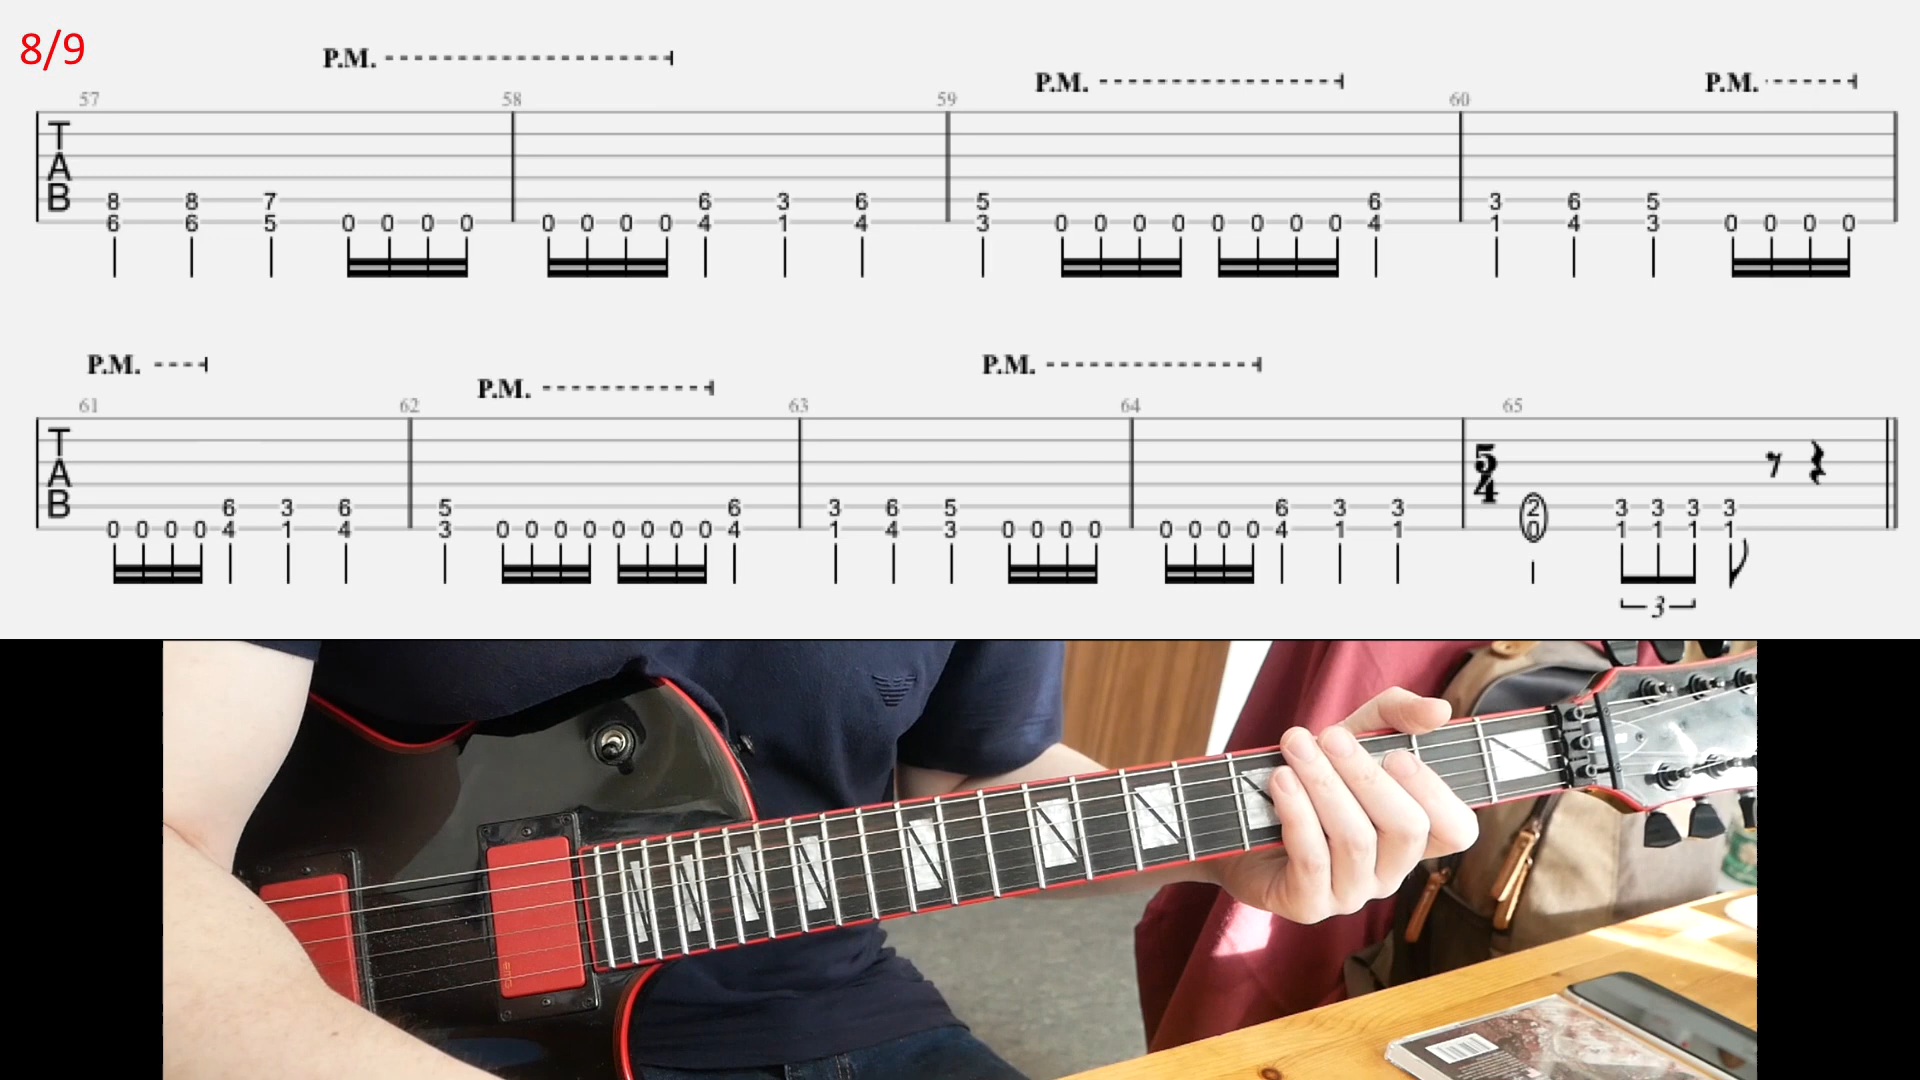 8/9
P.M.
P.M.
P.M.
57 58 59 60
T
A
B
8 8 7 6 3 6 5 6 3 6 5
6 6 5 0 0 0 0 0 0 0 0 4 1 4 3 0 0 0 0 0 0 0 0 4 1 4 3 0 0 0 0
P.M.
P.M.
P.M.
61 62 63 64 65
T
A
B
5
4
6 3 6 5 6 3 6 5 6 3 3 2 3 3 3 3
0 0 0 0 4 1 4 3 0 0 0 0 0 0 0 0 4 1 4 3 0 0 0 0 0 0 0 0 4 1 1 0 1 1 1 1
3